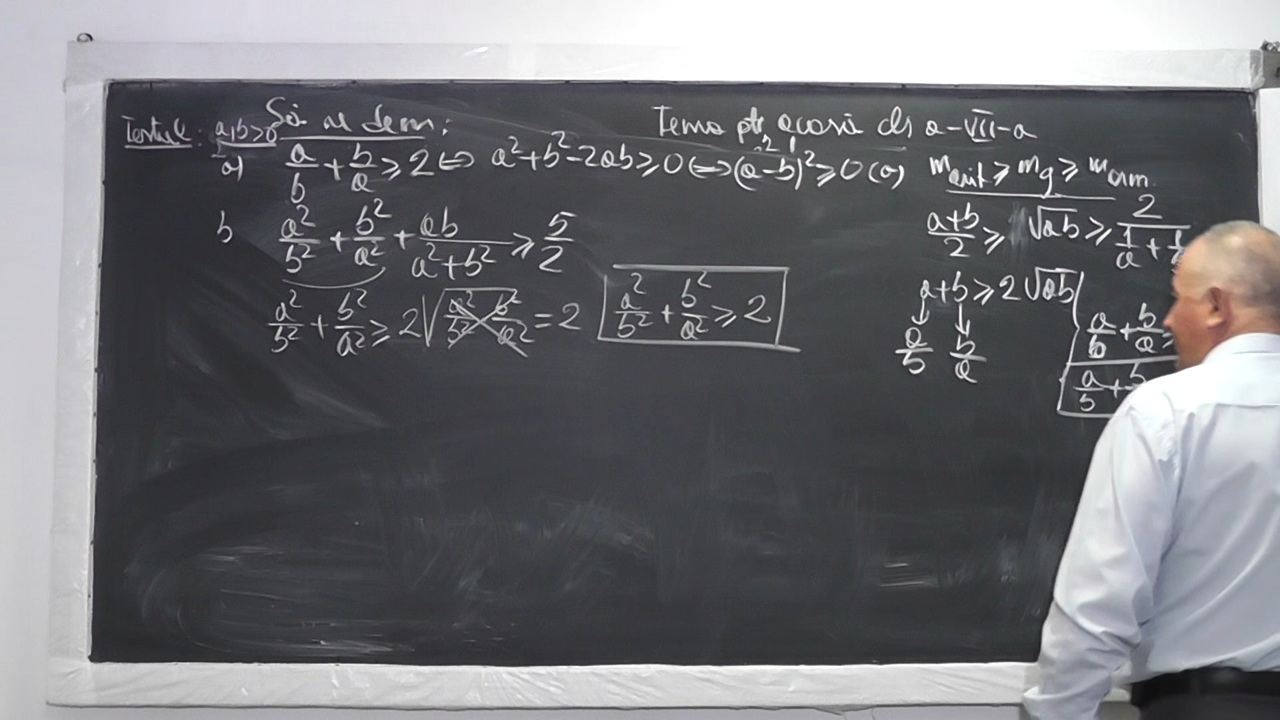 Testul: a,b>0 Să se dem:
Tema pt acasă cls a-VIII-a
a) a/b + b/a ≥ 2 ⇔ a²+b²-2ab ≥ 0 ⇔ (a-b)² ≥ 0 (a)
b a²/b² + b²/a² + ab/(a²+b²) ≥ 5/2
a²/b² + b²/a² ≥ 2√(a²/b² b²/a²) = 2
a²/b² + b²/a² ≥ 2
m_arit ≥ m_g ≥ m_arm.
(a+b)/2 ≥ √ab ≥ 2/(1/a + 1/b)
a+b ≥ 2√ab
↓ ↓
a/b b/a
a/b + b/a ≥
a/b + b